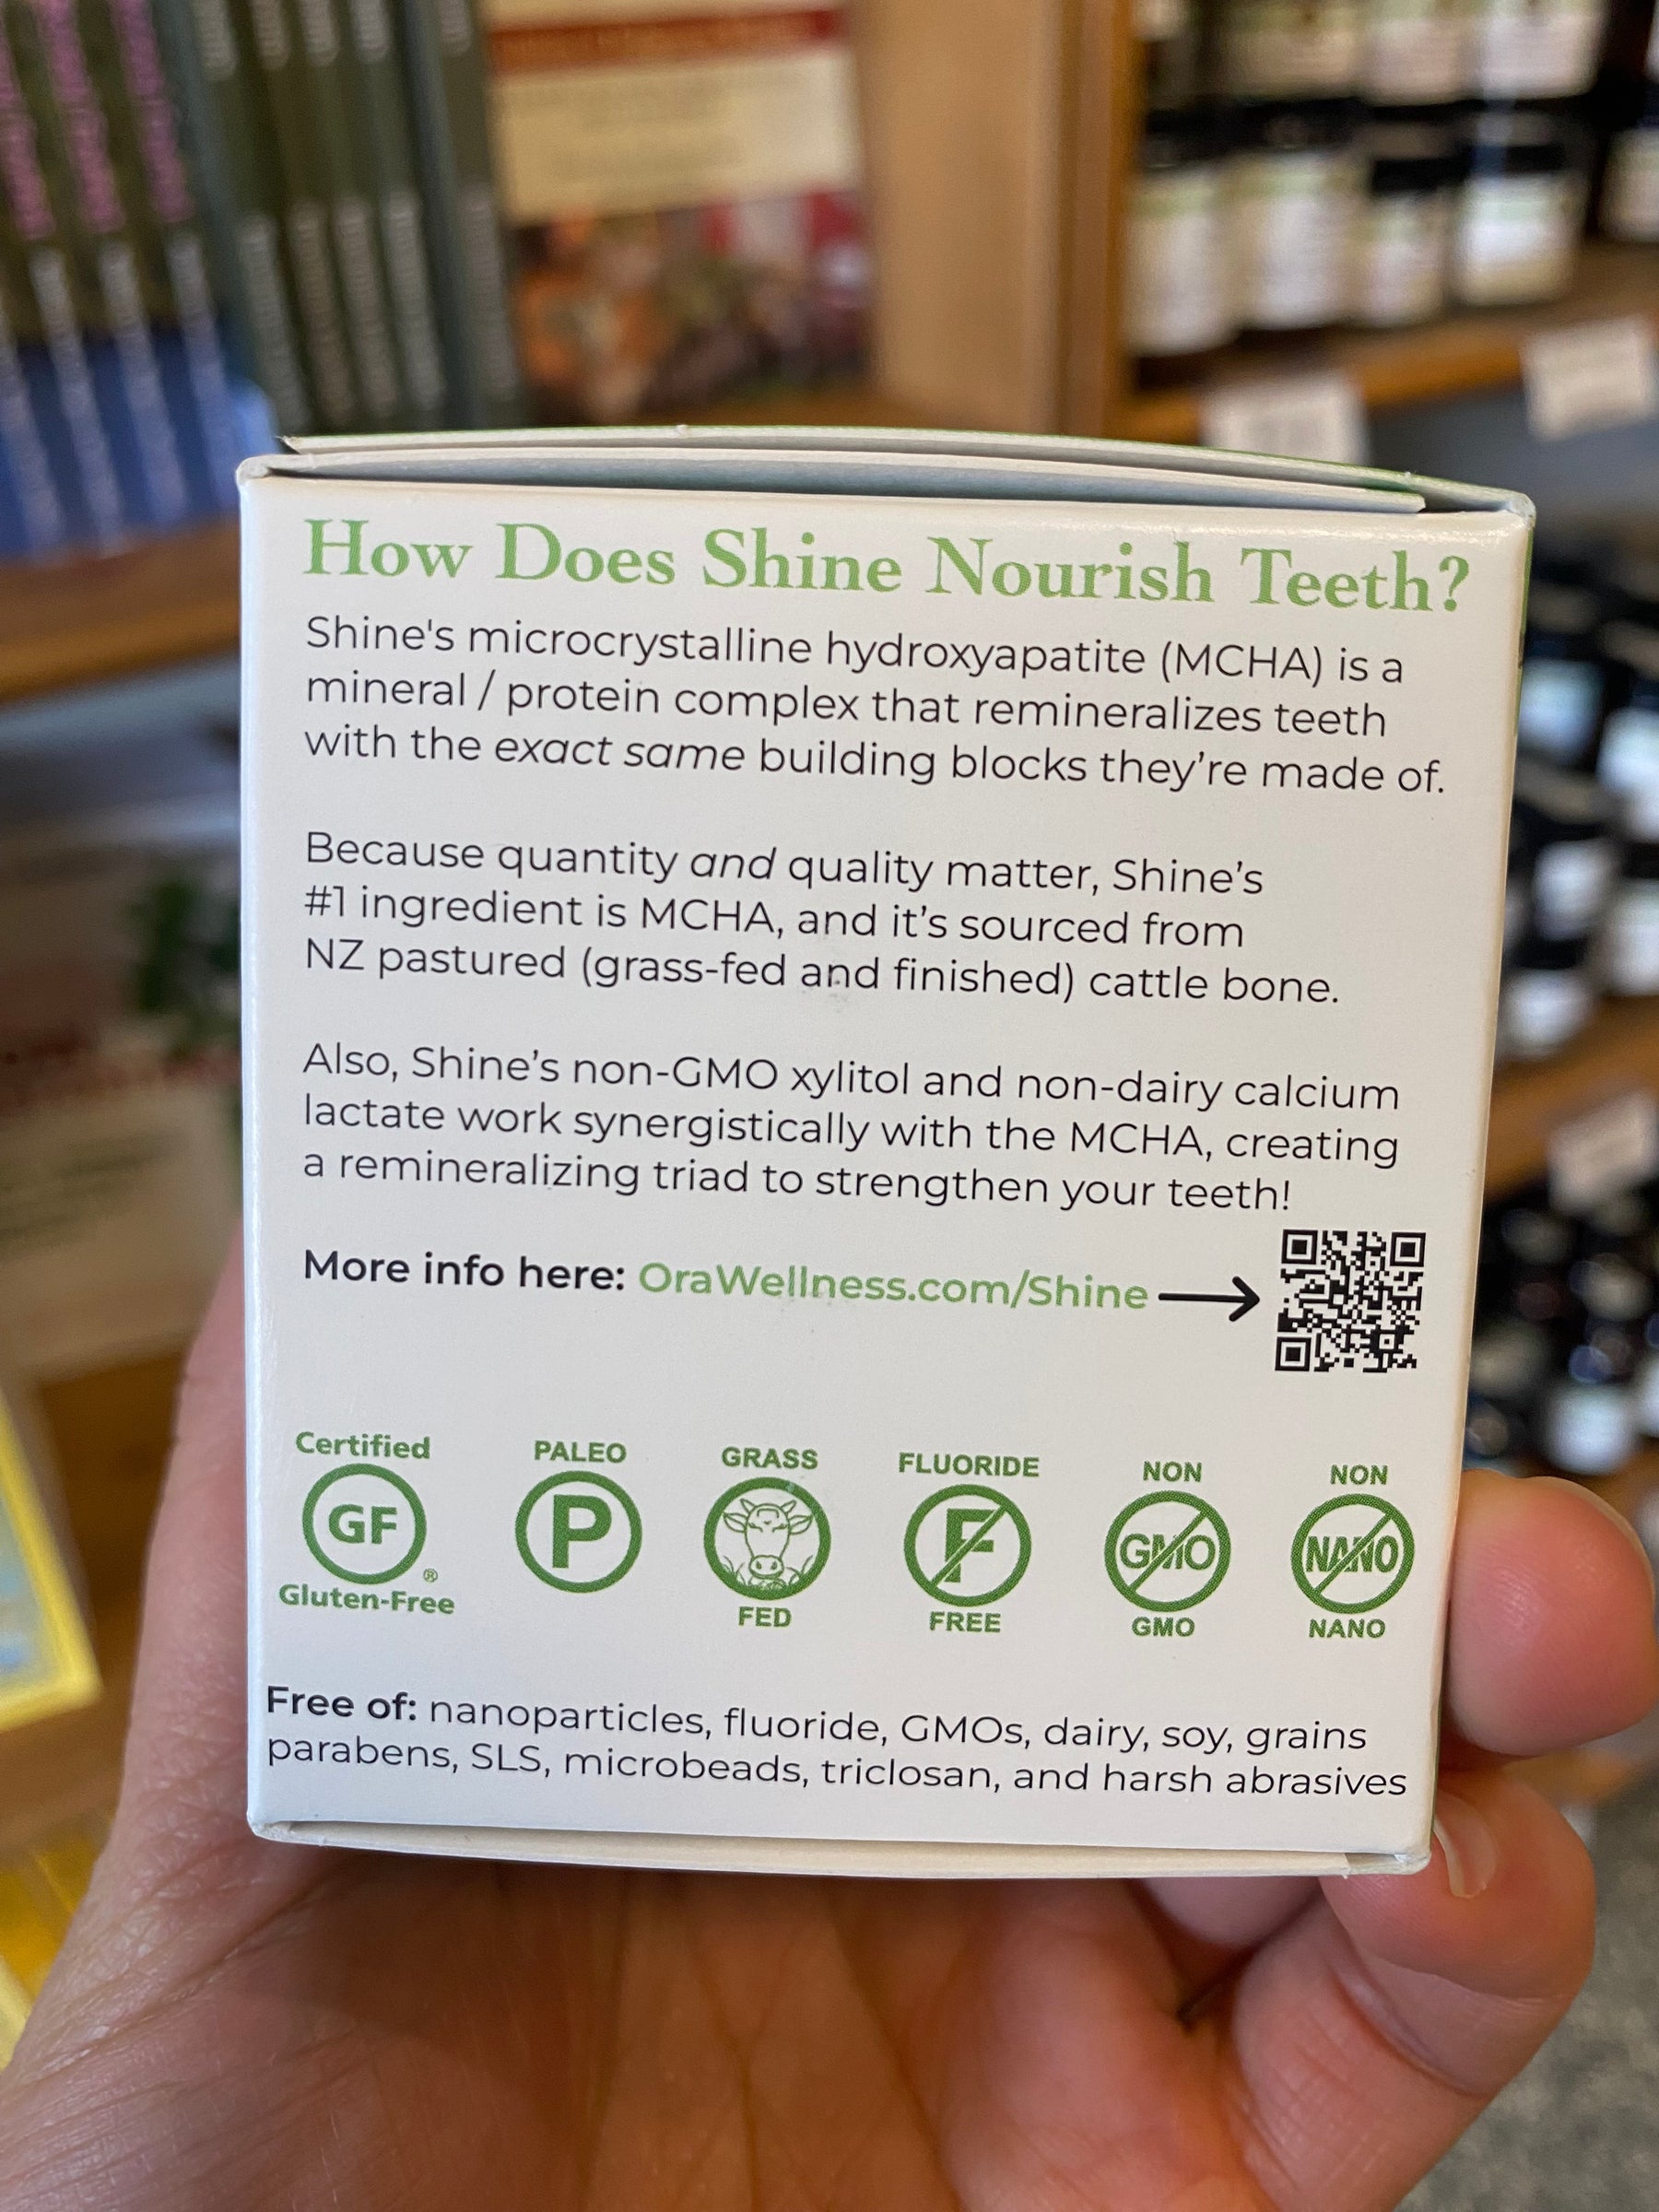 How Does Shine Nourish Teeth?
Shine's microcrystalline hydroxyapatite (MCHA) is a
mineral / protein complex that remineralizes teeth
with the exact same building blocks they're made of.
Because quantity and quality matter, Shine's
#1 ingredient is MCHA, and it's sourced from
NZ pastured (grass-fed and finished) cattle bone.
Also, Shine's non-GMO xylitol and non-dairy calcium
lactate work synergistically with the MCHA, creating
a remineralizing triad to strengthen your teeth!
More info here: OraWellness.com/Shine
Certified
GF
®
Gluten-Free
PALEO
P
GRASS
FED
FLUORIDE
F
FREE
NON
GMO
GMO
NON
NANO
NANO
Free of: nanoparticles, fluoride, GMOs, dairy, soy, grains
parabens, SLS, microbeads, triclosan, and harsh abrasives